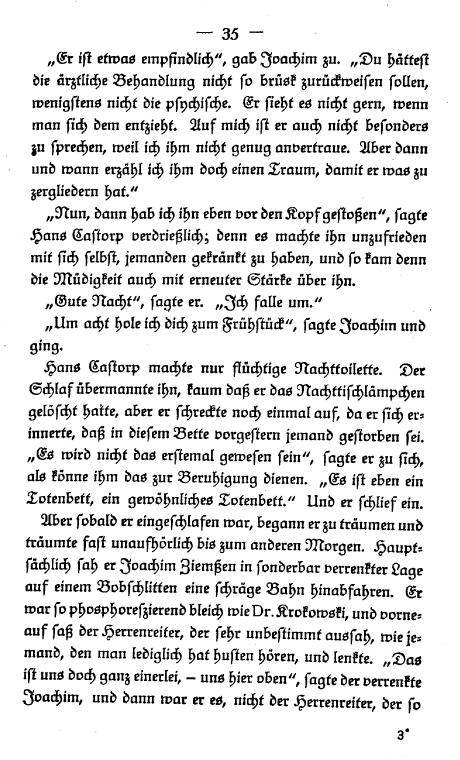 — 35 —
„Er ist etwas empfindlich“, gab Joachim zu. „Du hättest
die ärztliche Behandlung nicht so brüsk zurückweisen sollen,
wenigstens nicht die psychische. Er sieht es nicht gern, wenn
man sich dem entzieht. Auf mich ist er auch nicht besonders
zu sprechen, weil ich ihm nicht genug anvertraue. Aber dann
und wann erzähl ich ihm doch einen Traum, damit er was zu
zergliedern hat.“
„Nun, dann hab ich ihn eben vor den Kopf gestoßen“, sagte
Hans Castorp verdrießlich; denn es machte ihn unzufrieden
mit sich selbst, jemanden gekränkt zu haben, und so kam denn
die Müdigkeit auch mit erneuter Stärke über ihn.
„Gute Nacht“, sagte er. „Ich falle um.“
„Um acht hole ich dich zum Frühstück“, sagte Joachim und
ging.
Hans Castorp machte nur flüchtige Nachttoilette. Der
Schlaf übermannte ihn, kaum daß er das Nachttischlämpchen
gelöscht hatte, aber er schreckte noch einmal auf, da er sich er-
innerte, daß in diesem Bette vorgestern jemand gestorben sei.
„Es wird nicht das erstemal gewesen sein“, sagte er zu sich,
als könne ihm das zur Beruhigung dienen. „Es ist eben ein
Totenbett, ein gewöhnliches Totenbett.“ Und er schlief ein.
Aber sobald er eingeschlafen war, begann er zu träumen und
träumte fast unaufhörlich bis zum anderen Morgen. Haupt-
sächlich sah er Joachim Ziemßen in sonderbar verrenkter Lage
auf einem Bobschlitten eine schräge Bahn hinabfahren. Er
war so phosphoreszierend bleich wie Dr. Krokowski, und vorne-
auf saß der Herrenreiter, der sehr unbestimmt aussah, wie je-
mand, den man lediglich hat husten hören, und lenkte. „Das
ist uns doch ganz einerlei, – uns hier oben“, sagte der verrenkte
Joachim, und dann war er es, nicht der Herrenreiter, der so
3*